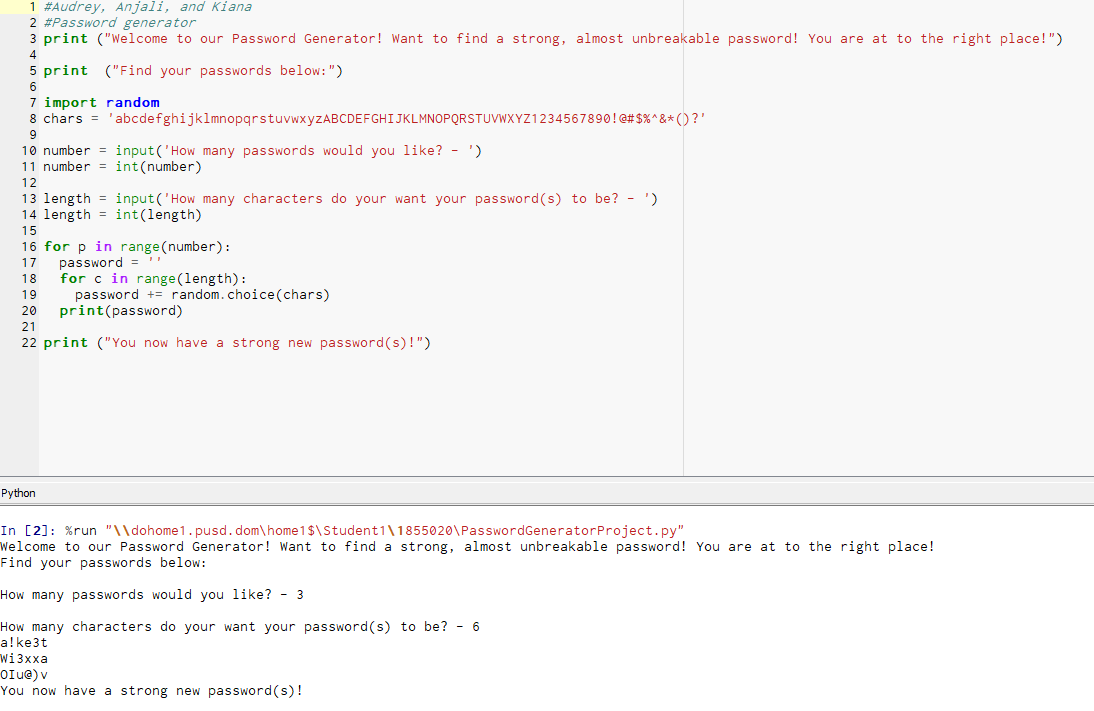 1 #Audrey, Anjali, and Kiana
2 #Password generator
3 print ("Welcome to our Password Generator! Want to find a strong, almost unbreakable password! You are at to the right place!")
4
5 print  ("Find your passwords below:")
6
7 import random
8 chars = 'abcdefghijklmnopqrstuvwxyzABCDEFGHIJKLMNOPQRSTUVWXYZ1234567890!@#$%^&*()?'
9
10 number = input('How many passwords would you like? - ')
11 number = int(number)
12
13 length = input('How many characters do your want your password(s) to be? - ')
14 length = int(length)
15
16 for p in range(number):
17   password = ''
18   for c in range(length):
19     password += random.choice(chars)
20   print(password)
21
22 print ("You now have a strong new password(s)!")
Python
In [2]: %run "\\dohome1.pusd.dom\home1$\Student1\1855020\PasswordGeneratorProject.py"
Welcome to our Password Generator! Want to find a strong, almost unbreakable password! You are at to the right place!
Find your passwords below:
How many passwords would you like? - 3
How many characters do your want your password(s) to be? - 6
a!ke3t
Wi3xxa
OIu@)v
You now have a strong new password(s)!